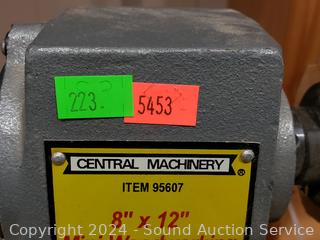 223.
5453
CENTRAL MACHINERY
®
ITEM 95607
8" x 12"
Copyright © 2024 - Sound Auction Service